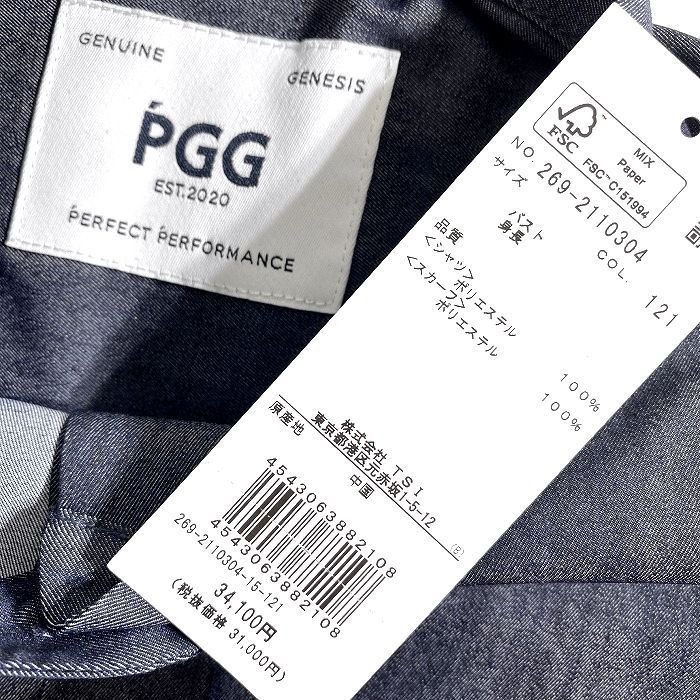 GENUINE
GENESIS
PGG
EST.2020
PERFECT PERFORMANCE
FSC
MIX
Paper
FSC™ C151994
NO. 269-2110304
サイズ
COL. 121
バスト
身長
品質
<シャツ>
ポリエステル 100%
<スカーフ>
ポリエステル 100%
株式会社 TSI
東京都港区元赤坂1-5-12
原産地 中国
4543063882108
4543063882108
269-2110304-15-121
34,100円
(税抜価格 31,000円)